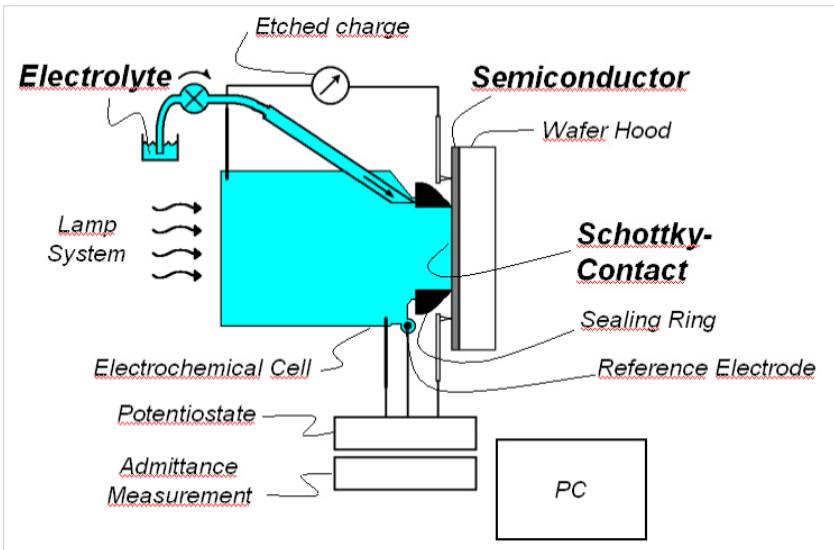 Etched charge
Electrolyte
Semiconductor
Wafer Hood
Lamp
System
Schottky-
Contact
Sealing Ring
Electrochemical Cell
Reference Electrode
Potentiostate
Admittance
Measurement
PC